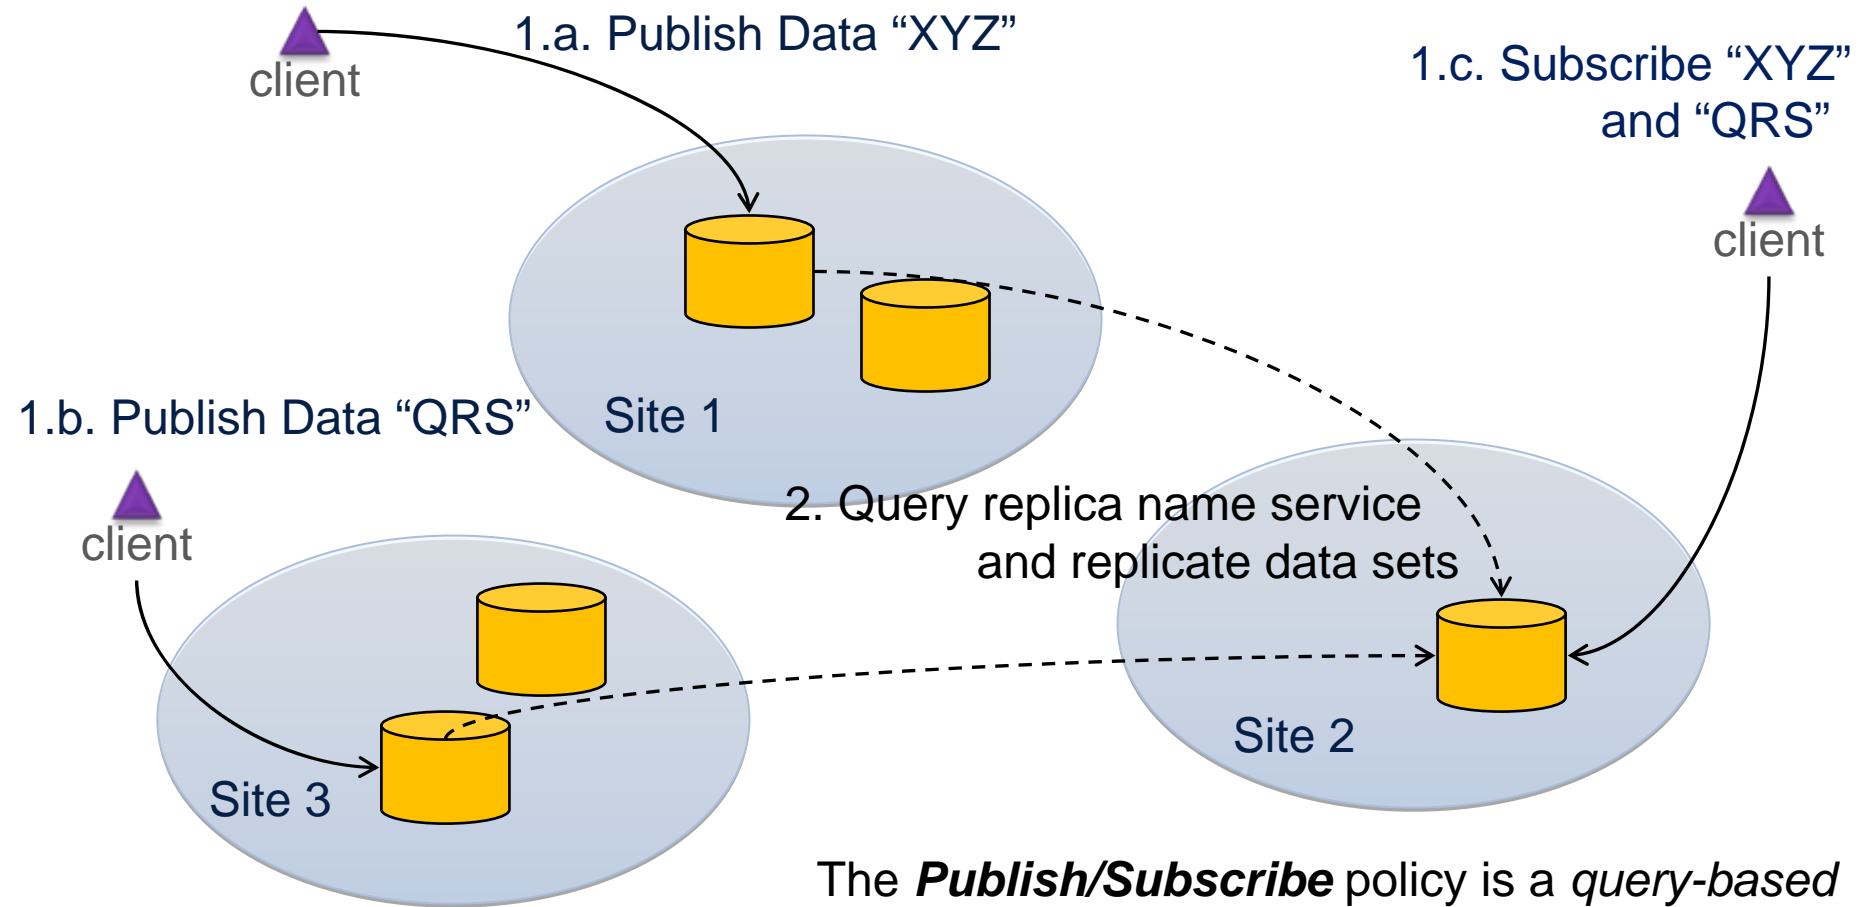 1.a. Publish Data “XYZ”
client
1.c. Subscribe “XYZ”
and “QRS”
client
1.b. Publish Data “QRS”
Site 1
client
2. Query replica name service
and replicate data sets
Site 2
Site 3
The Publish/Subscribe policy is a query-based